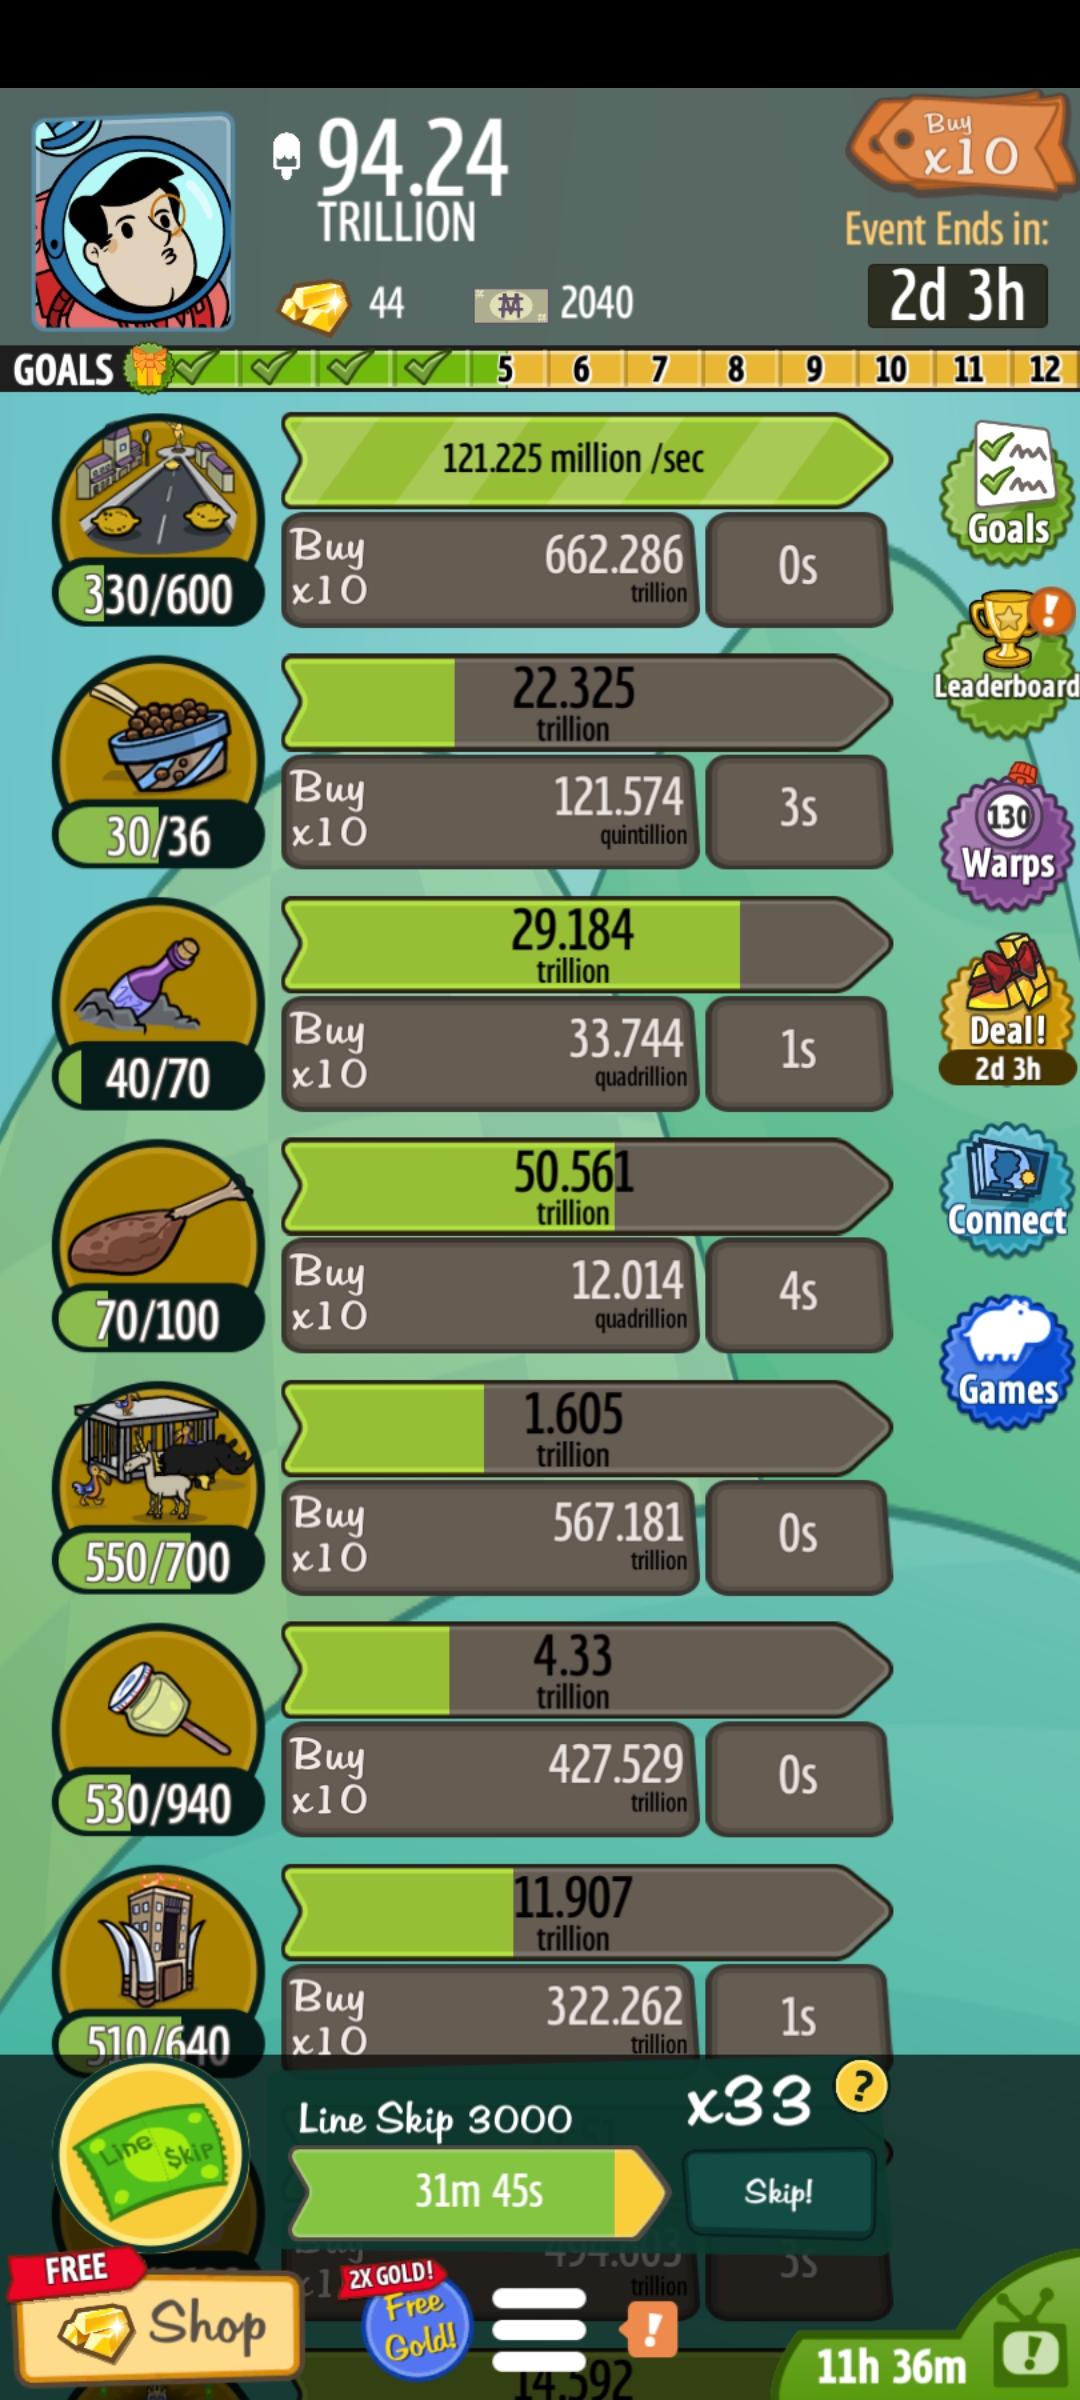 94.24
TRILLION
Buy
x10
Event Ends in:
2d 3h
44
2040
GOALS 5 6 7 8 9 10 11 12
121.225 million /sec
Buy
x10
662.286
trillion
0s
330/600
Goals
22.325
trillion
Buy
x10
121.574
quintillion
3s
30/36
Leaderboard
29.184
trillion
Buy
x10
33.744
quadrillion
1s
40/70
130
Warps
50.561
trillion
Buy
x10
12.014
quadrillion
4s
70/100
Deal!
2d 3h
1.605
trillion
Buy
x10
567.181
trillion
0s
550/700
Connect
4.33
trillion
Buy
x10
427.529
trillion
0s
530/940
Games
11.907
trillion
Buy
x10
322.262
trillion
1s
510/640
Line Skip
Line Skip 3000
x33
?
31m 45s
Skip!
Buy
494.603
trillion
3s
FREE
Shop
2X GOLD!
Free
Gold!
!
11h 36m
!
14.592